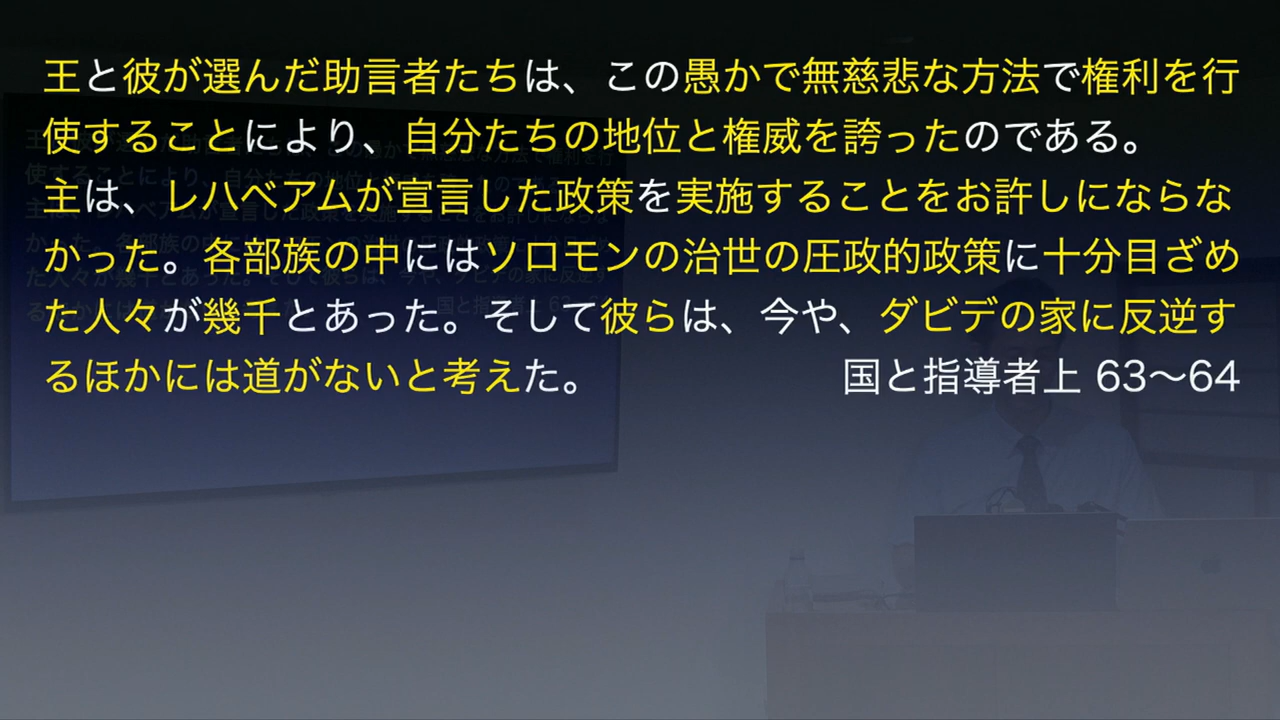 王と彼が選んだ助言者たちは、この愚かで無慈悲な方法で権利を行
使することにより、自分たちの地位と権威を誇ったのである。
主は、レハベアムが宣言した政策を実施することをお許しにならな
かった。各部族の中にはソロモンの治世の圧政的政策に十分目ざめ
た人々が幾千とあった。そして彼らは、今や、ダビデの家に反逆す
るほかには道がないと考えた。 国と指導者上 63〜64